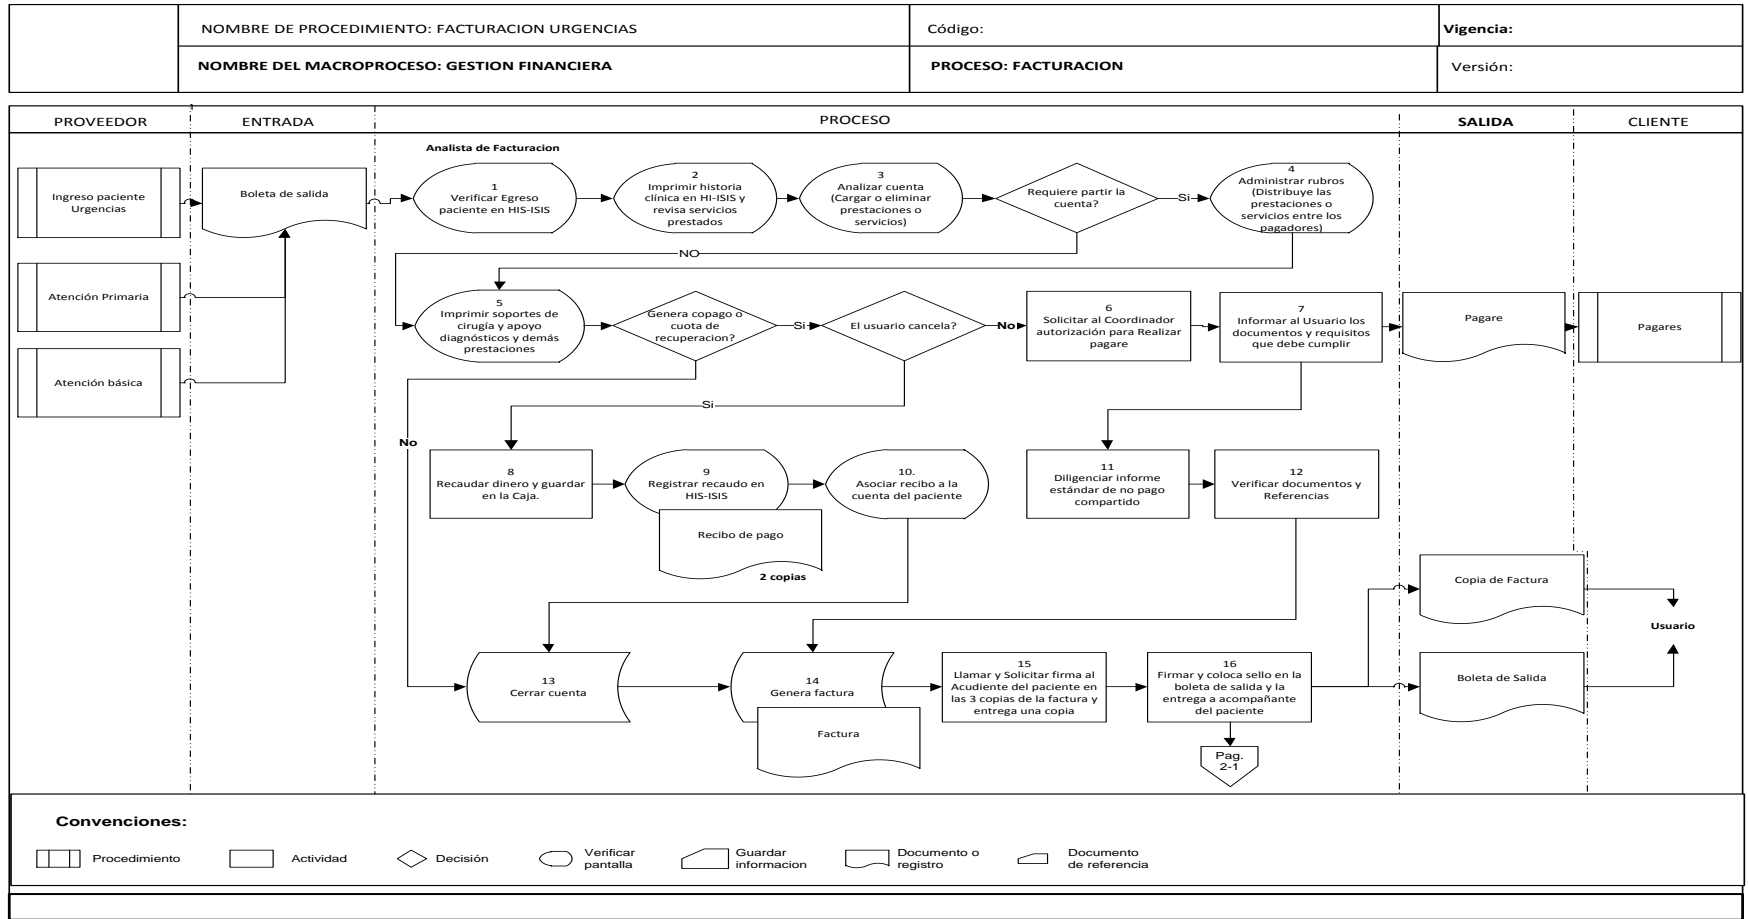 NOMBRE DE PROCEDIMIENTO: FACTURACION URGENCIAS
Código:
Vigencia:
NOMBRE DEL MACROPROCESO: GESTION FINANCIERA
PROCESO: FACTURACION
Versión:
PROVEEDOR
ENTRADA
PROCESO
SALIDA
CLIENTE
Analista de Facturacion
Ingreso paciente
Urgencias
Boleta de salida
1
Verificar Egreso
paciente en HIS-ISIS
2
Imprimir historia
clínica en HI-ISIS y
revisa servicios
prestados
3
Analizar cuenta
(Cargar o eliminar
prestaciones o
servicios)
Requiere partir la
cuenta?
Si
4
Administrar rubros
(Distribuye las
prestaciones o
servicios entre los
pagadores)
NO
Atención Primaria
5
Imprimir soportes de
cirugía y apoyo
diagnósticos y demás
prestaciones
Genera copago o
cuota de
recuperacion?
Si
El usuario cancela?
No
6
Solicitar al Coordinador
autorización para Realizar
pagare
7
Informar al Usuario los
documentos y requisitos
que debe cumplir
Pagare
Pagares
Atención básica
Si
No
8
Recaudar dinero y guardar
en la Caja.
9
Registrar recaudo en
HIS-ISIS
10.
Asociar recibo a la
cuenta del paciente
11
Diligenciar informe
estándar de no pago
compartido
12
Verificar documentos y
Referencias
Recibo de pago
2 copias
Copia de Factura
Usuario
13
Cerrar cuenta
14
Genera factura
15
Llamar y Solicitar firma al
Acudiente del paciente en
las 3 copias de la factura y
entrega una copia
16
Firmar y coloca sello en la
boleta de salida y la
entrega a acompañante
del paciente
Boleta de Salida
Factura
Pag.
2-1
Convenciones:
Procedimiento
Actividad
Decisión
Verificar
pantalla
Guardar
informacion
Documento o
registro
Documento
de referencia